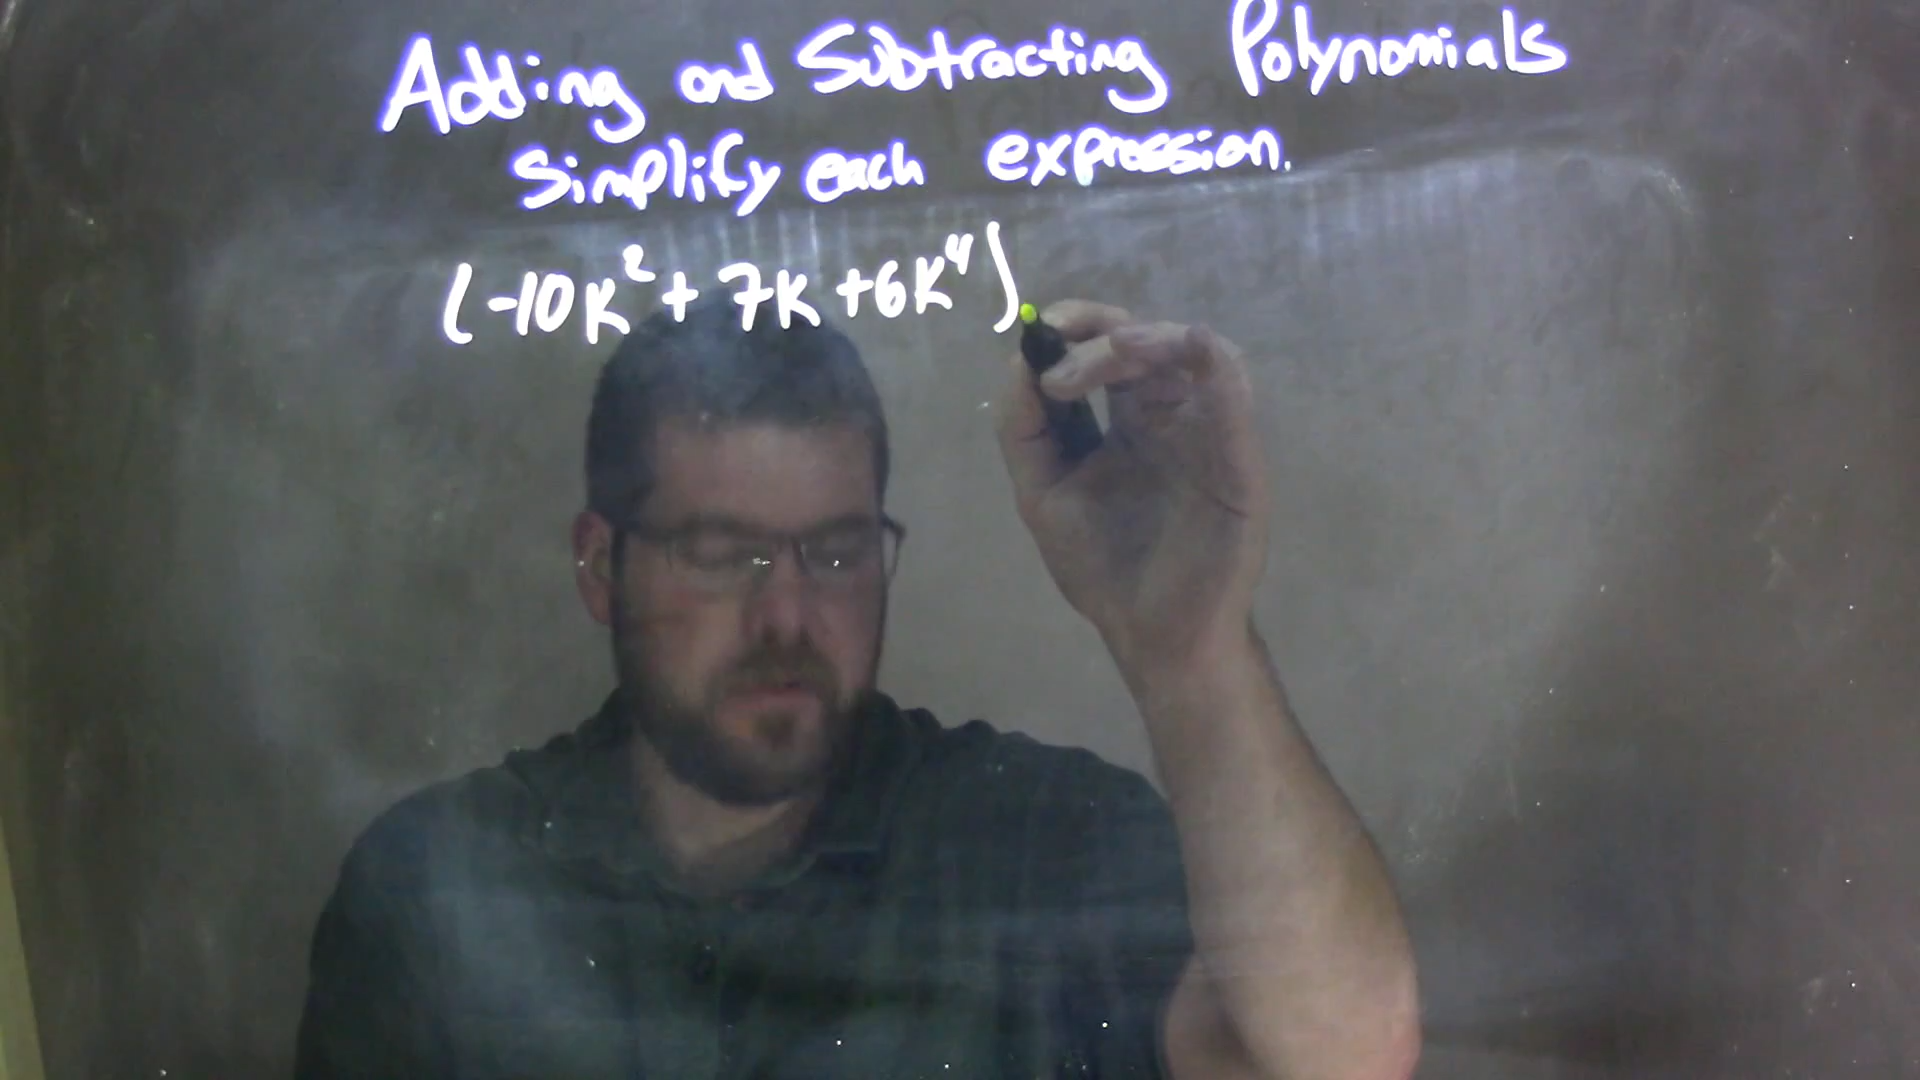 Adding and Subtracting Polynomials
Simplify each expression.
(-10k²+ 7k +6k⁴)